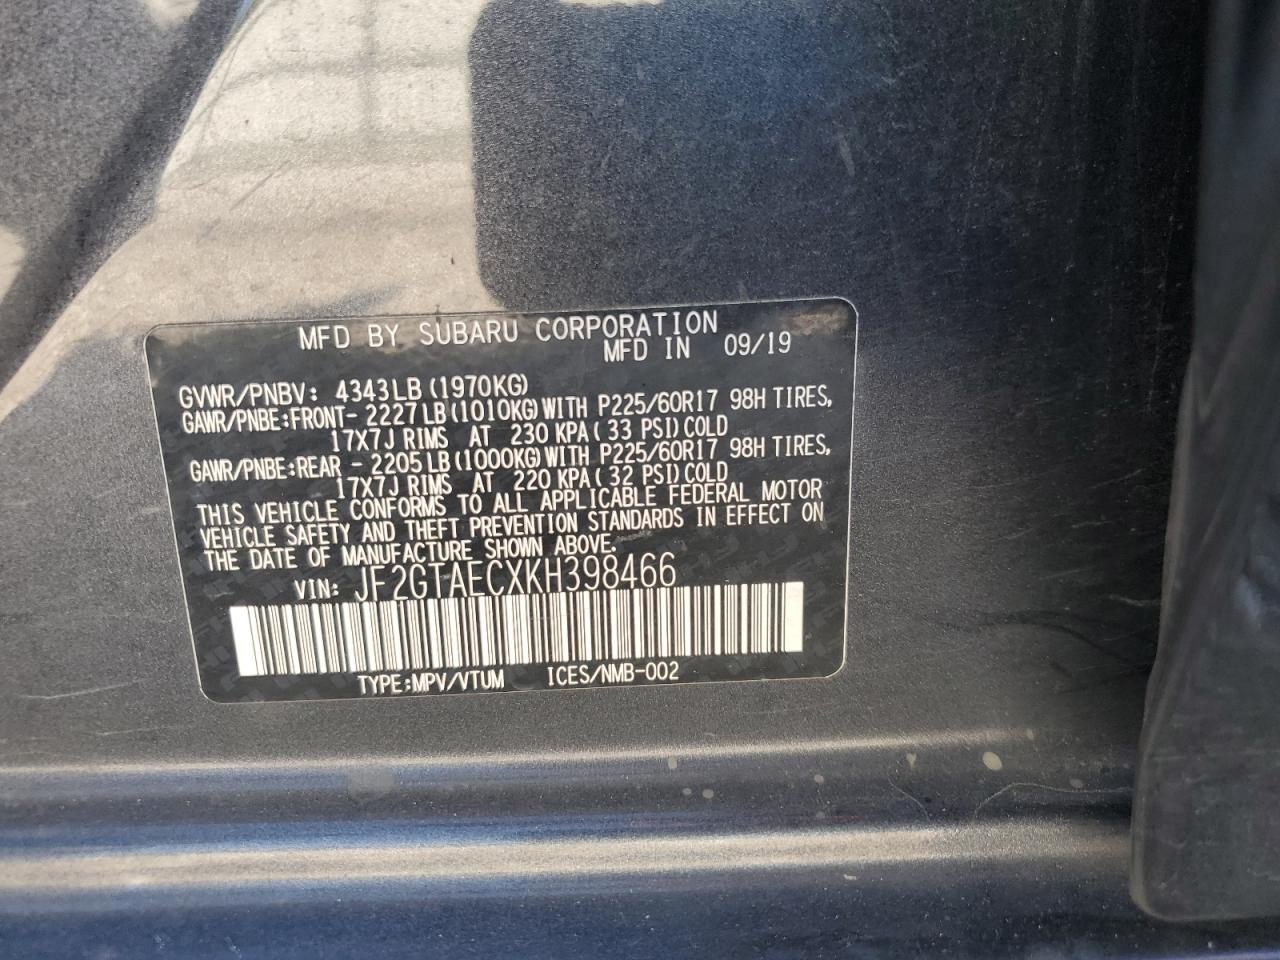 MFD BY SUBARU CORPORATION
MFD IN 09/19
GVWR/PNBV: 4343LB(1970KG)
GAWR/PNBE:FRONT- 2227LB(1010KG)WITH P225/60R17 98H TIRES,
17X7J RIMS AT 230 KPA(33 PSI)COLD
GAWR/PNBE:REAR - 2205LB(1000KG)WITH P225/60R17 98H TIRES,
17X7J RIMS AT 220 KPA(32 PSI)COLD
THIS VEHICLE CONFORMS TO ALL APPLICABLE FEDERAL MOTOR
VEHICLE SAFETY AND THEFT PREVENTION STANDARDS IN EFFECT ON
THE DATE OF MANUFACTURE SHOWN ABOVE.
VIN: JF2GTAECXKH398466
TYPE:MPV/VTUM ICES/NMB-002